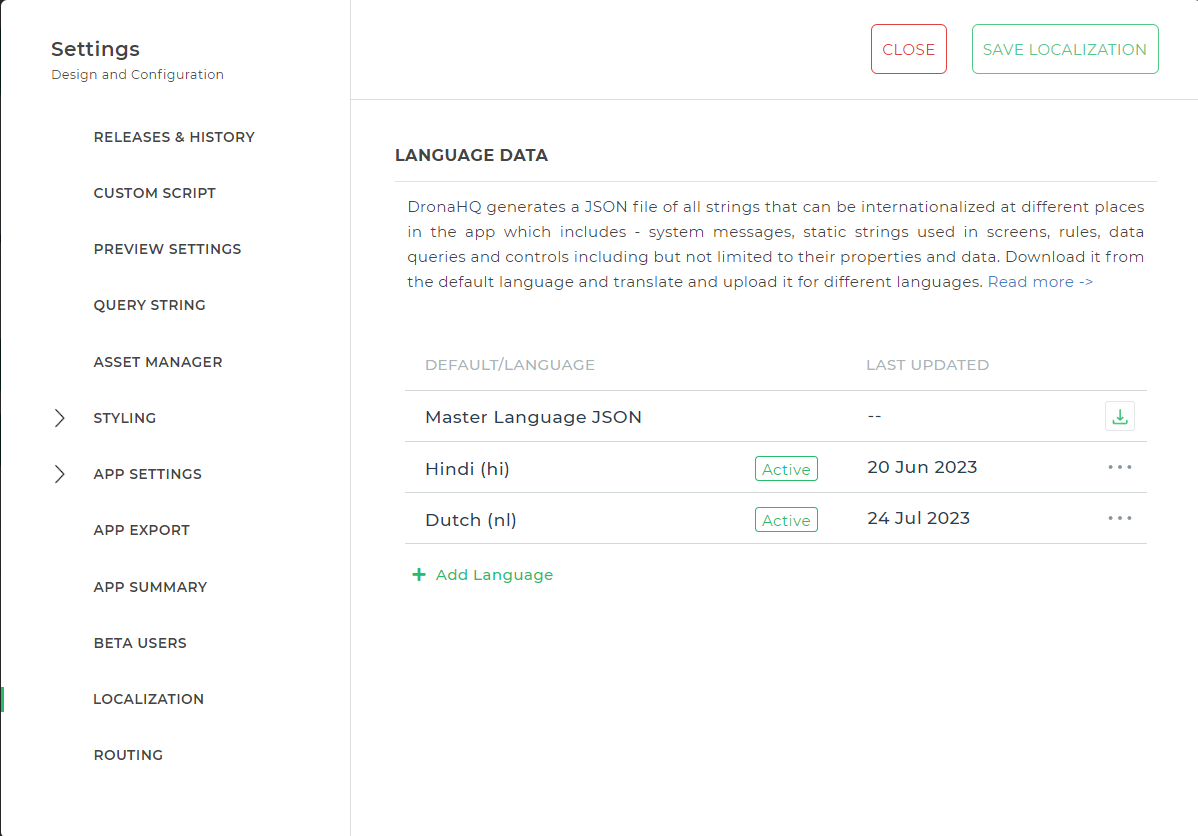 Settings
Design and Configuration
RELEASES & HISTORY
CUSTOM SCRIPT
PREVIEW SETTINGS
QUERY STRING
ASSET MANAGER
STYLING
APP SETTINGS
APP EXPORT
APP SUMMARY
BETA USERS
LOCALIZATION
ROUTING
CLOSE
SAVE LOCALIZATION
LANGUAGE DATA
DronaHQ generates a JSON file of all strings that can be internationalized at different places
in the app which includes - system messages, static strings used in screens, rules, data
queries and controls including but not limited to their properties and data. Download it from
the default language and translate and upload it for different languages. Read more ->
DEFAULT/LANGUAGE LAST UPDATED
Master Language JSON --
Hindi (hi) Active 20 Jun 2023
Dutch (nl) Active 24 Jul 2023
+ Add Language